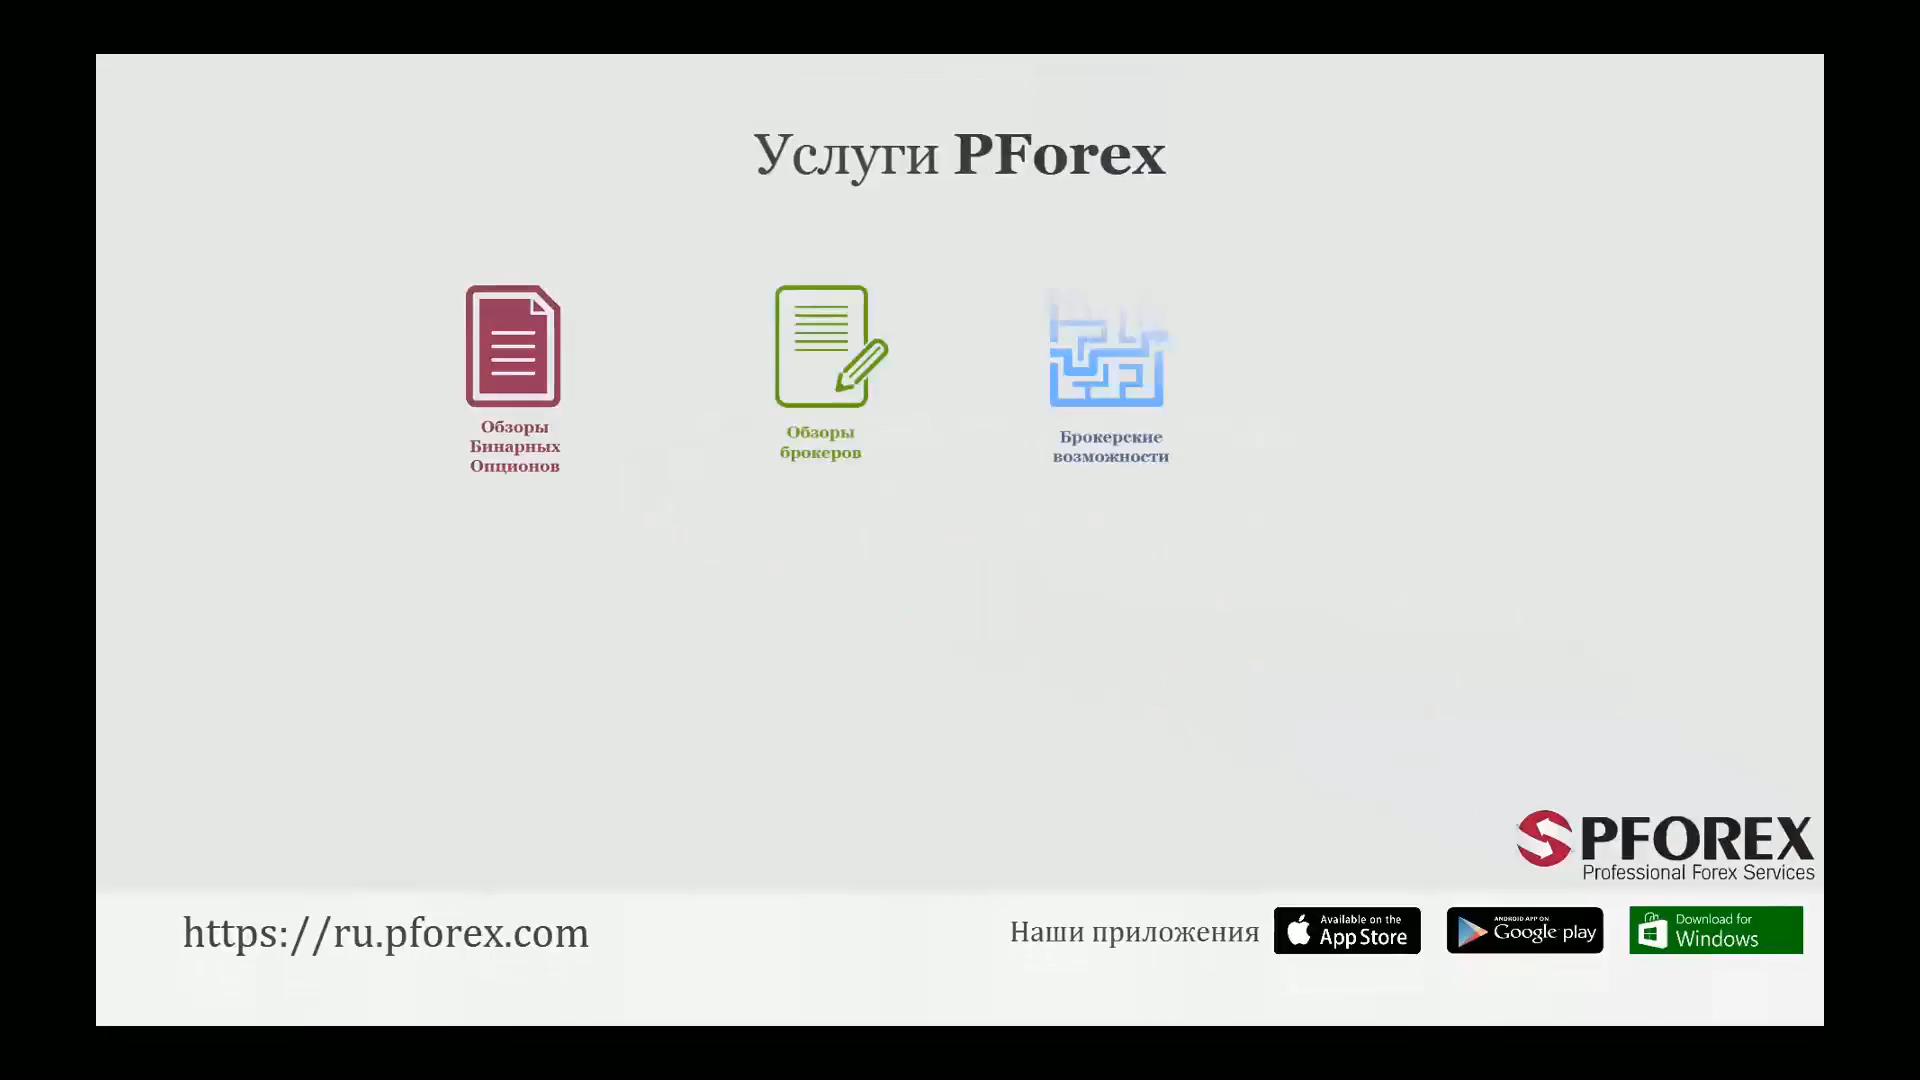 Услуги PForex
Обзоры
Бинарных
Опционов
Обзоры
брокеров
Брокерские
возможности
PFOREX
Professional Forex Services
https://ru.pforex.com
Наши приложения
Available on the
App Store
ANDROID APP ON
Google play
Download for
Windows